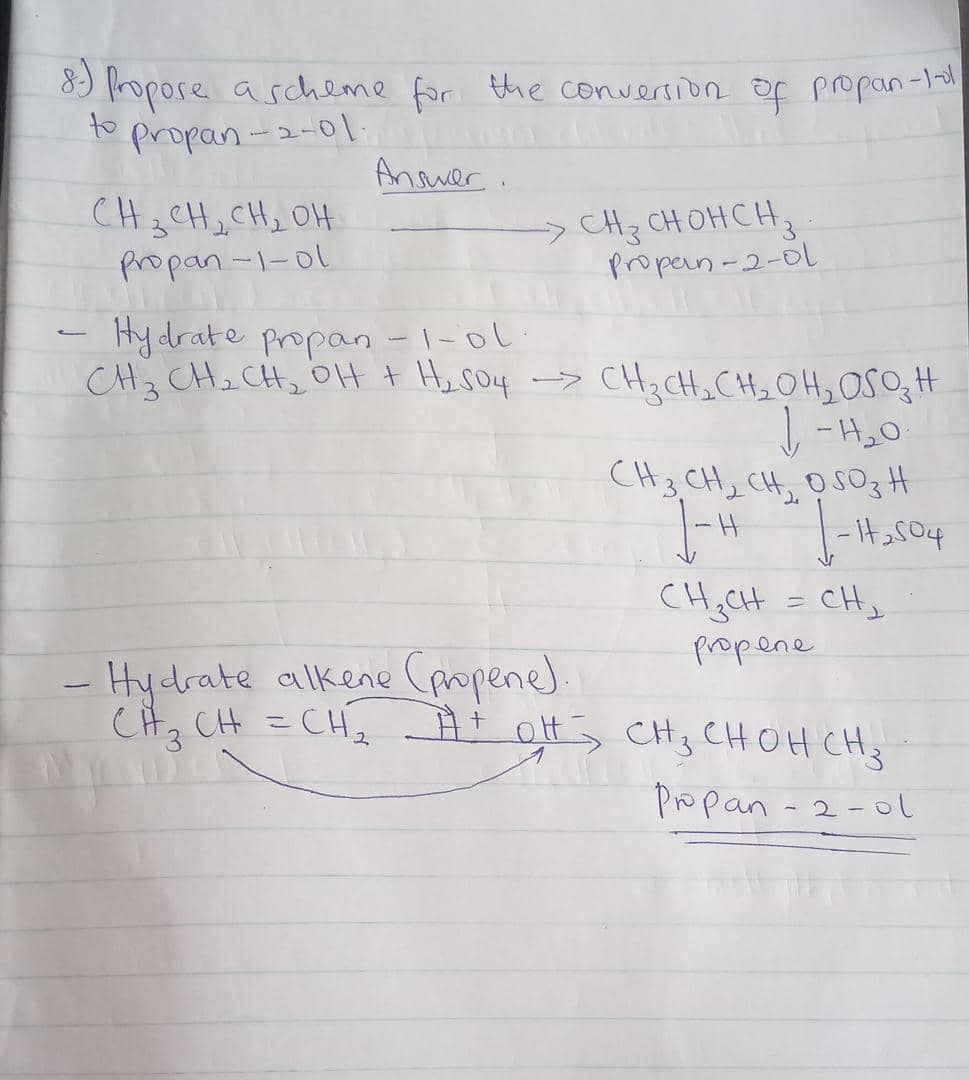 8.) Propose a scheme for the conversion of propan-1-ol
to propan-2-ol.
Answer.
CH₃CH₂CH₂OH → CH₃CHOHCH₃.
propan-1-ol propan-2-ol
- Hydrate propan-1-ol.
CH₃CH₂CH₂OH + H₂SO₄ → CH₃CH₂CH₂OH₂OSO₃H
↓ -H₂O.
CH₃CH₂CH₂OSO₃H
↓-H ↓-H₂SO₄
CH₃CH = CH₂
propene
- Hydrate alkene (propene).
CH₃CH = CH₂ H⁺ OH⁻ → CH₃CHOHCH₃.
propan-2-ol